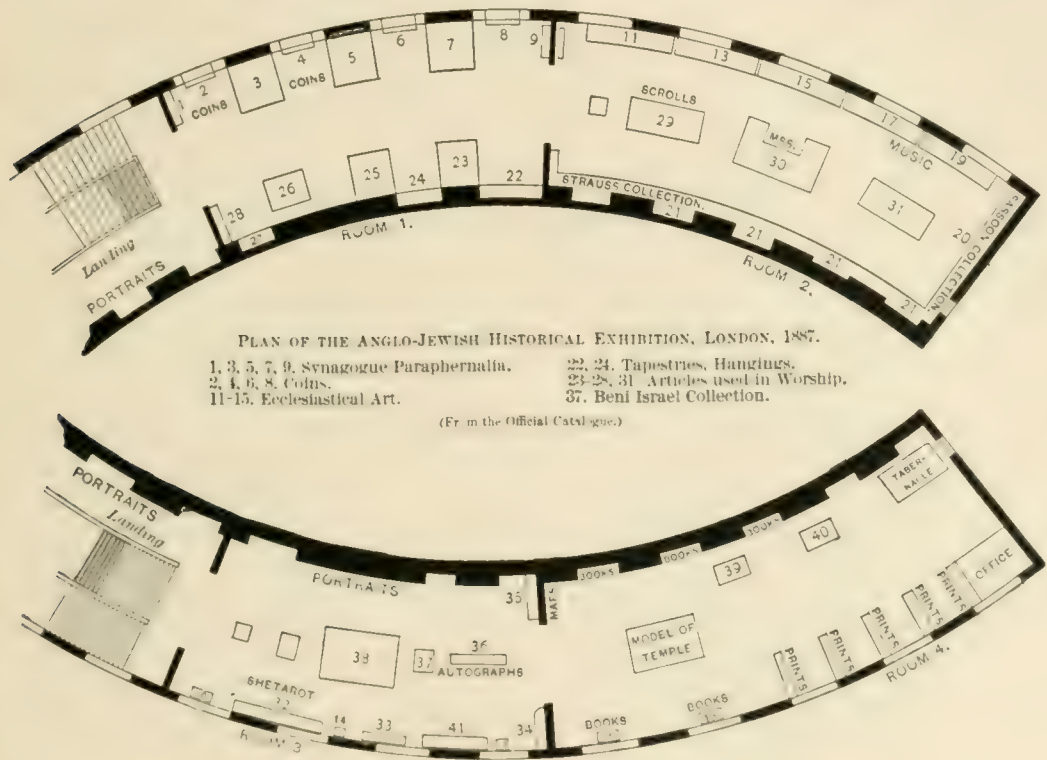 2
COINS
3
4
COINS
5
6
7
8
9
11
13
15
17
19
SCROLLS
29
MSS.
30
MUSIC
31
20
SASSOON COLLECTION
STRAUSS COLLECTION.
21
21
21
21
28
26
25
24
23
22
ROOM 1.
ROOM 2.
Landing
PORTRAITS
PLAN OF THE ANGLO-JEWISH HISTORICAL EXHIBITION, LONDON, 1887.
1, 3, 5, 7, 9. Synagogue Paraphernalia.
2, 4, 6, 8. Coins.
11-15. Ecclesiastical Art.
22, 24. Tapestries, Hangings.
23-28, 31 Articles used in Worship.
37. Beni Israel Collection.
(From the Official Catalogue.)
PORTRAITS
Landing
PORTRAITS
35
MAPS
BOOKS
BOOKS
BOOKS
TABER-
NACLE
39
40
38
37
36
AUTOGRAPHS
MODEL OF
TEMPLE
SHETAROT
14
33
41
34
BOOKS
BOOKS
PRINTS
PRINTS
PRINTS
PRINTS
PRINTS
OFFICE
ROOM 4.